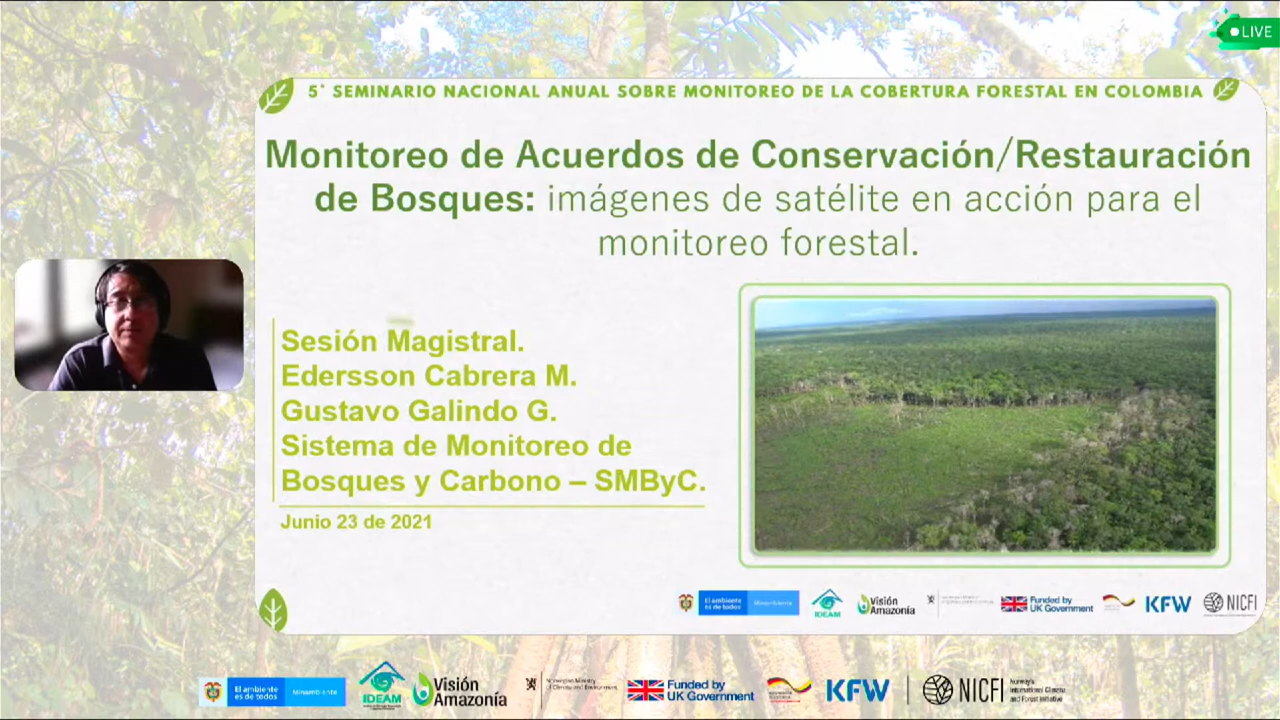 LIVE
5° SEMINARIO NACIONAL ANUAL SOBRE MONITOREO DE LA COBERTURA FORESTAL EN COLOMBIA
Monitoreo de Acuerdos de Conservación/Restauración
de Bosques: imágenes de satélite en acción para el
monitoreo forestal.
Sesión Magistral.
Edersson Cabrera M.
Gustavo Galindo G.
Sistema de Monitoreo de
Bosques y Carbono – SMByC.
Junio 23 de 2021
El ambiente
es de todos
Minambiente
IDEAM
Visión
Amazonía
Funded by
UK Government
KFW
NICFI
El ambiente
es de todos
Minambiente
IDEAM
Visión
Amazonía
Norwegian Ministry
of Climate and Environment
Funded by
UK Government
KFW
NICFI
Norway's
International Climate
and Forest Initiative